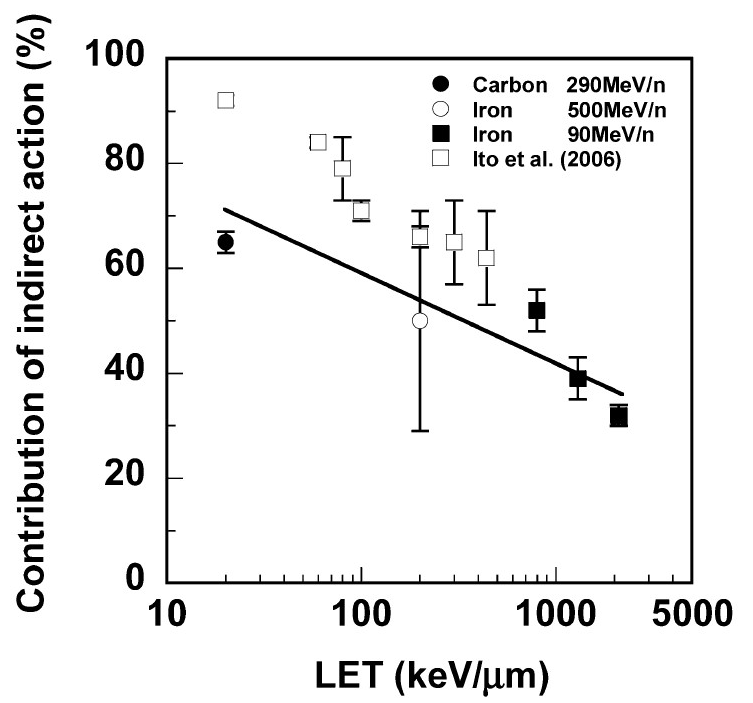 Contribution of indirect action (%)
100
80
60
40
20
0
Carbon 290MeV/n
Iron 500MeV/n
Iron 90MeV/n
Ito et al. (2006)
10 100 1000 5000
LET (keV/μm)